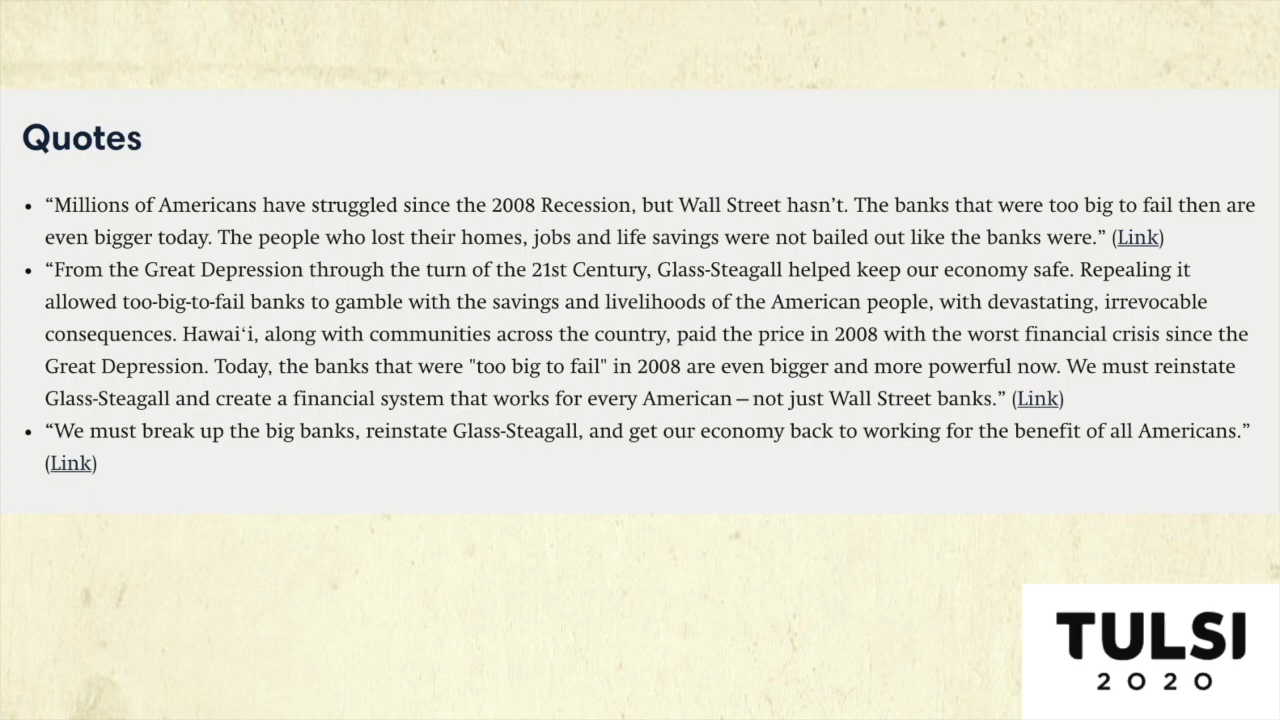 Quotes
• “Millions of Americans have struggled since the 2008 Recession, but Wall Street hasn’t. The banks that were too big to fail then are
even bigger today. The people who lost their homes, jobs and life savings were not bailed out like the banks were.” (Link)
• “From the Great Depression through the turn of the 21st Century, Glass-Steagall helped keep our economy safe. Repealing it
allowed too-big-to-fail banks to gamble with the savings and livelihoods of the American people, with devastating, irrevocable
consequences. Hawaiʻi, along with communities across the country, paid the price in 2008 with the worst financial crisis since the
Great Depression. Today, the banks that were "too big to fail" in 2008 are even bigger and more powerful now. We must reinstate
Glass-Steagall and create a financial system that works for every American — not just Wall Street banks.” (Link)
• “We must break up the big banks, reinstate Glass-Steagall, and get our economy back to working for the benefit of all Americans.”
(Link)
TULSI
2020